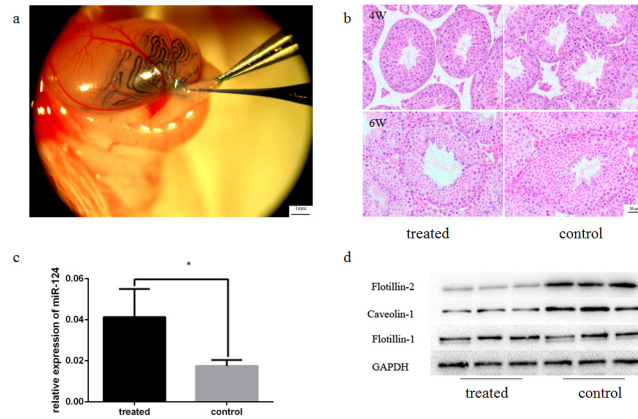 a
1mm
b
4W
6W
treated
control
c
relative expression of miR-124
0.06
0.04
0.02
0.00
*
treated
control
d
Flotillin-2
Caveolin-1
Flotillin-1
GAPDH
treated
control